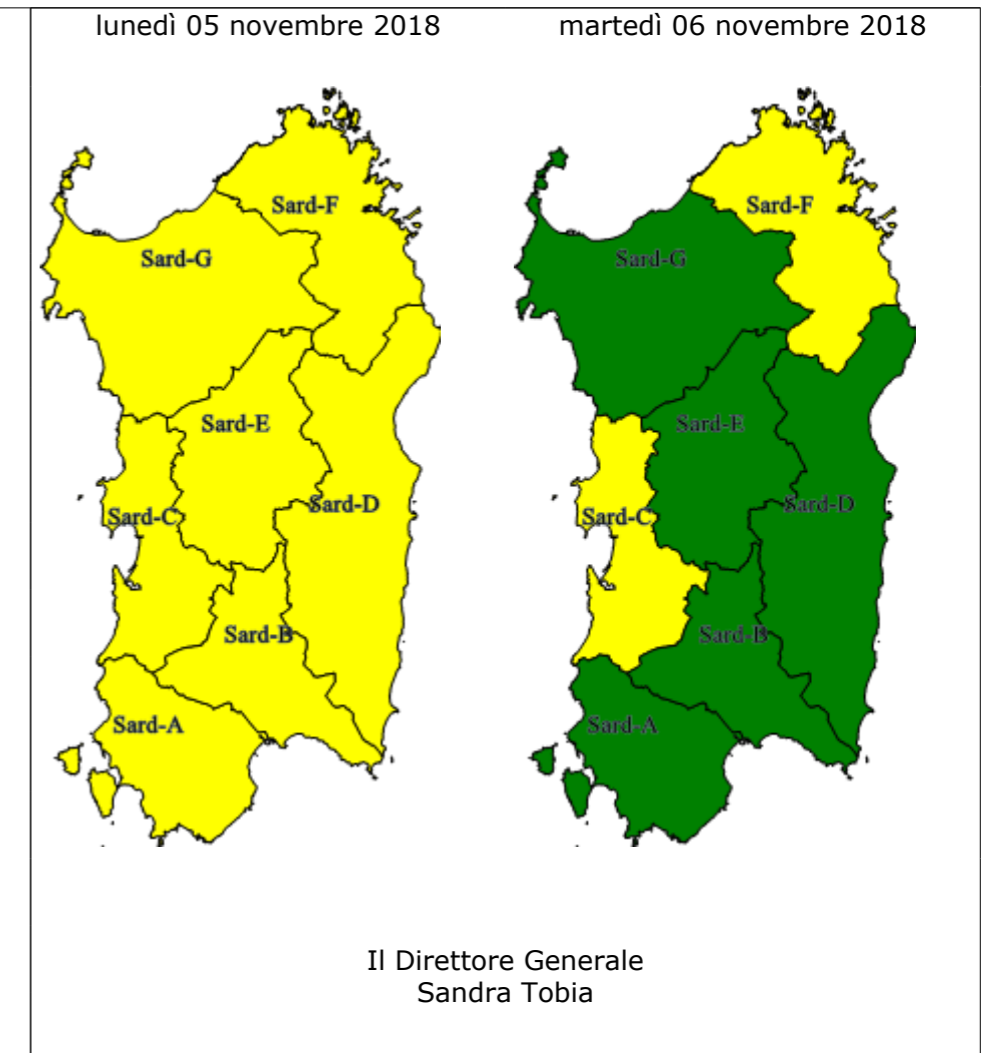 lunedì 05 novembre 2018
martedì 06 novembre 2018
Sard-F
Sard-G
Sard-E
Sard-D
Sard-C
Sard-B
Sard-A
Sard-F
Sard-G
Sard-E
Sard-D
Sard-C
Sard-B
Sard-A
Il Direttore Generale
Sandra Tobia